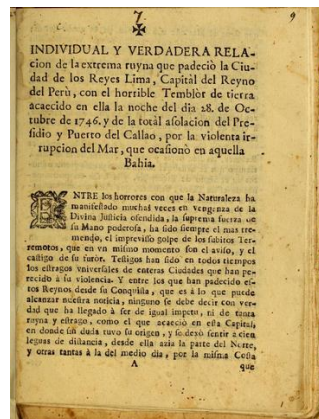 7
9
✠
INDIVIDUAL Y VERDADERA RELA-
cion de la extrema ruyna que padeciò la Ciu-
dad de los Reyes Lima, Capitàl del Reyno
del Perù, con el horrible Temblòr de tierra
acaecido en ella la noche del dia 28. de Oc-
tubre de 1746. y de la totàl asolacion del Pre-
sidio y Puerto del Callao, por la violenta ir-
rupcion del Mar, que ocasionò en aquella
Bahia.
ENTRE los horrores con que la Naturaleza ha
manifestado muchas veces en venganza de la
Divina Justicia ofendida, la suprema fuerza de
su Mano poderosa, ha sido siempre el mas tre-
mendo, el improviso golpe de los subitos Ter-
remotos, que en vn mismo momento son el aviso, y el
castigo de su furòr. Testigos han sido en todos tiempos
los estragos vniversales de enteras Ciudades que han pe-
recido à su violencia. Y entre los que han padecido es-
tos Reynos desde su Conquista, que es à lo que puede
alcanzar nuestra noticia, ninguno se debe decir con ver-
dad que ha llegado à ser de igual impetu, ni de tanta
ruyna y estrago, como el que acaeciò en esta Capital,
en donde sin duda tuvo su origen, y se dexò sentir à cien
leguas de distancia, desde ella azia la parte del Norte,
y otras tantas à la del medio dia, por la misma Costa
A
que